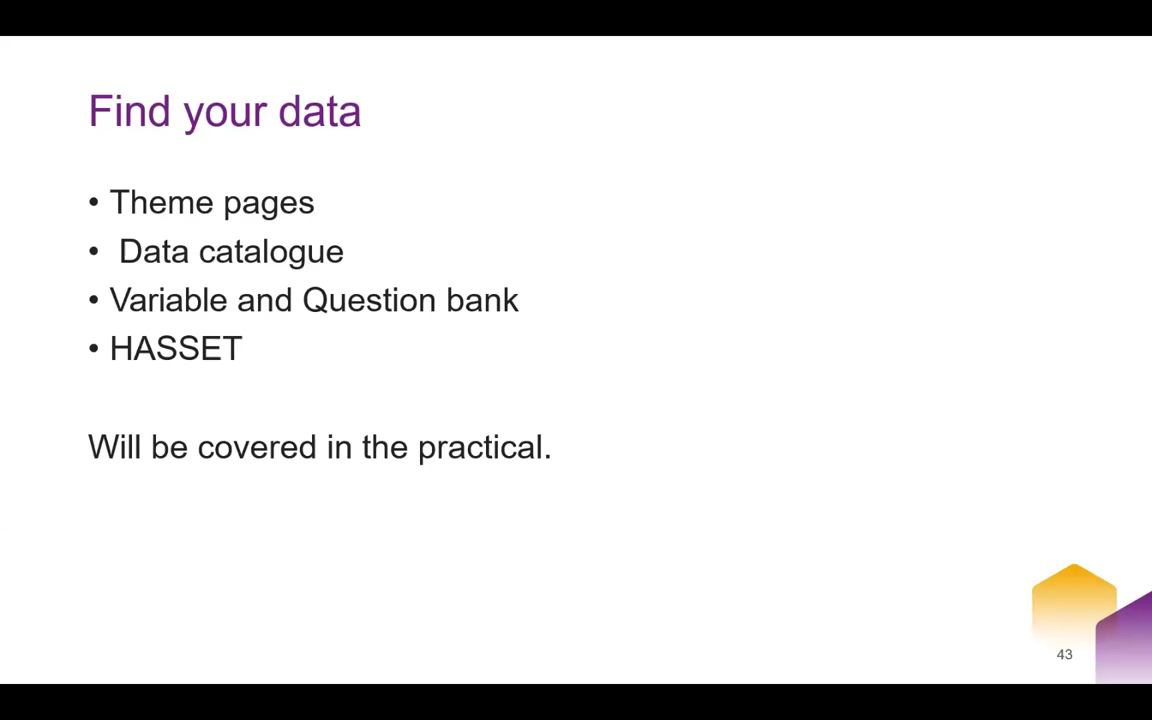 Find your data
• Theme pages
• Data catalogue
• Variable and Question bank
• HASSET
Will be covered in the practical.
43